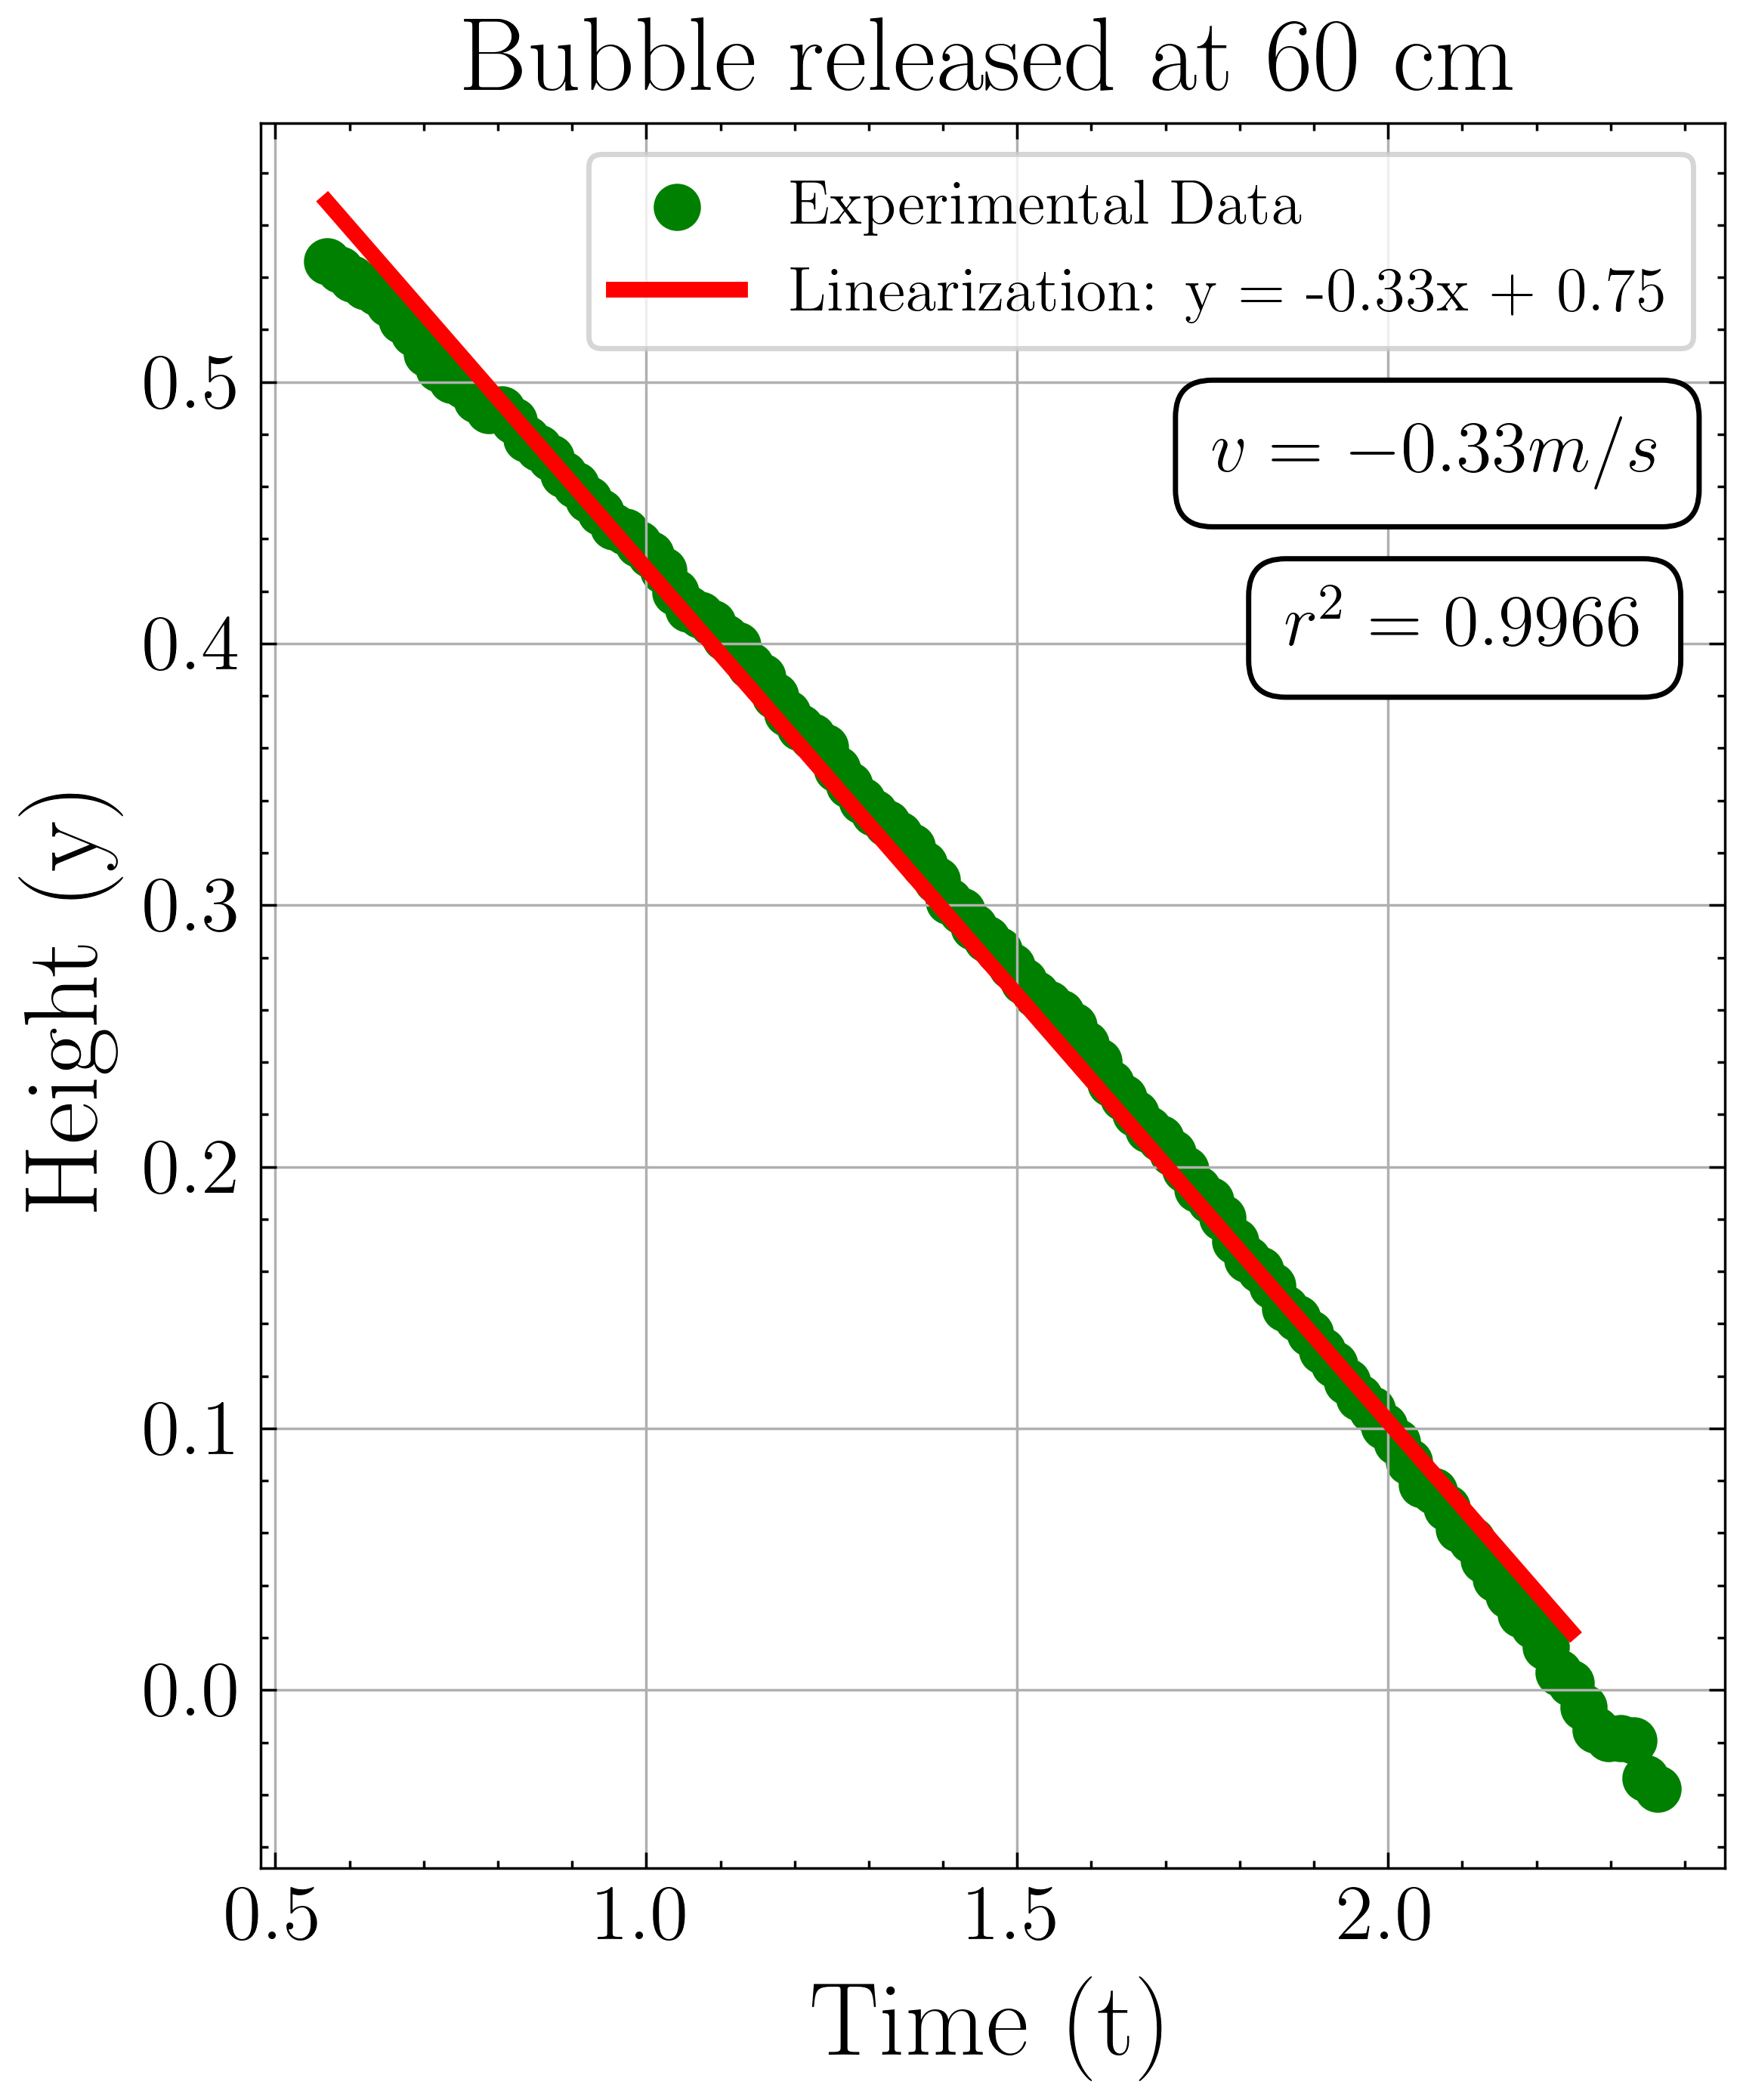 Bubble released at 60 cm
Experimental Data
Linearization: y = -0.33x + 0.75
v = −0.33m/s
r² = 0.9966
Height (y)
0.5
0.4
0.3
0.2
0.1
0.0
0.5 1.0 1.5 2.0
Time (t)